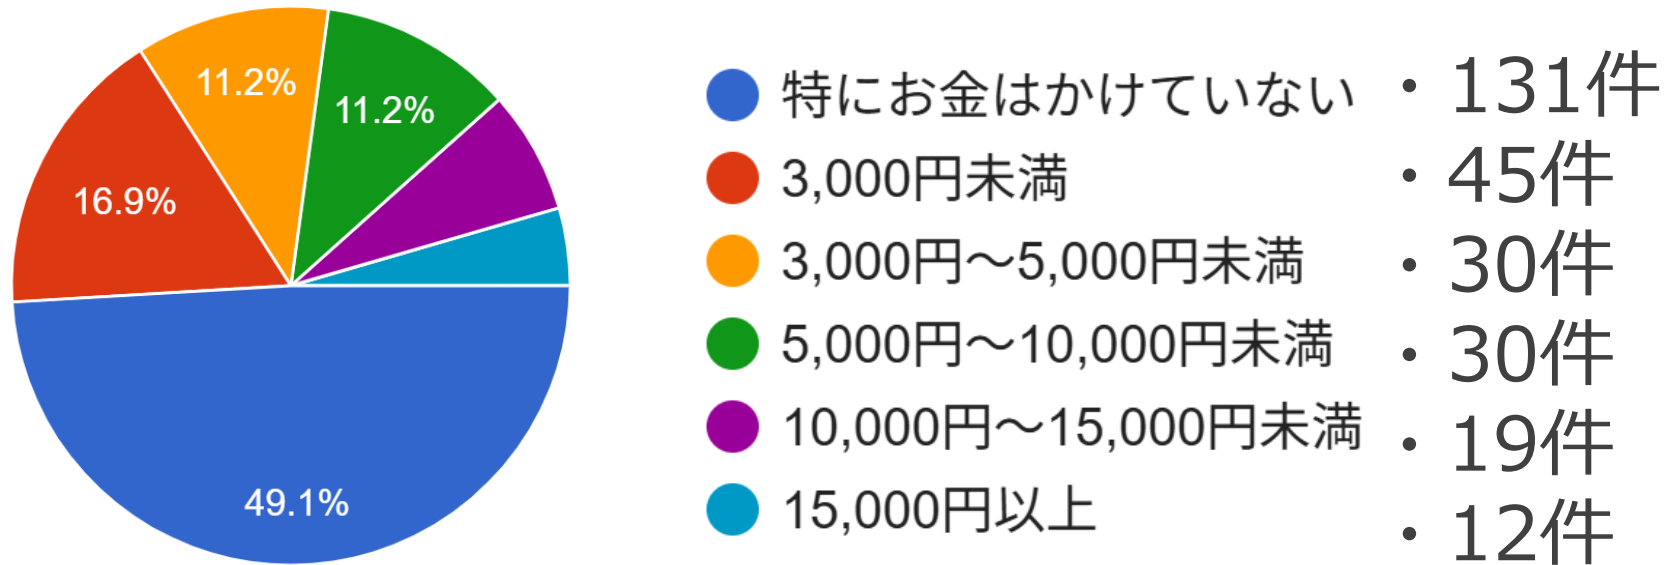 11.2%
11.2%
16.9%
49.1%
特にお金はかけていない ・131件
3,000円未満 ・45件
3,000円～5,000円未満 ・30件
5,000円～10,000円未満 ・30件
10,000円～15,000円未満 ・19件
15,000円以上 ・12件